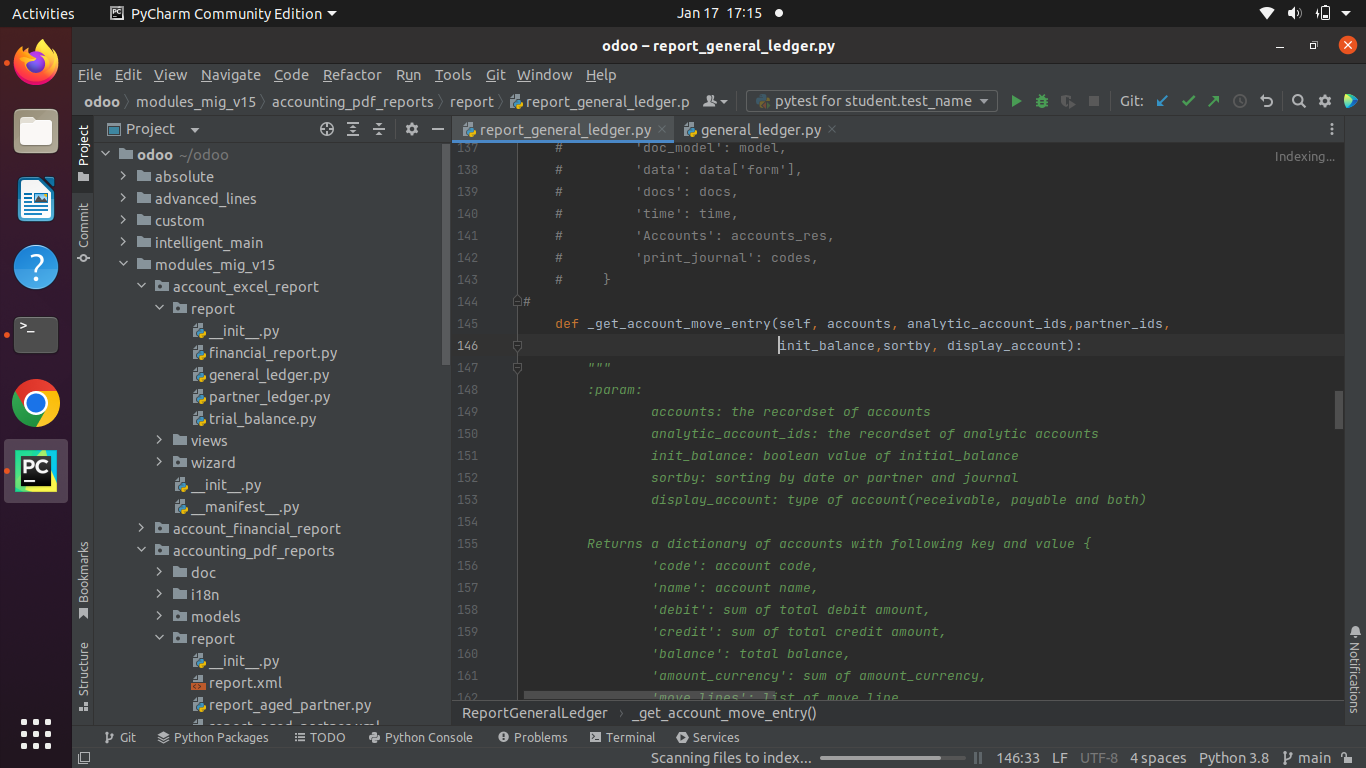 Activities
PyCharm Community Edition
Jan 17 17:15
odoo – report_general_ledger.py
File Edit View Navigate Code Refactor Run Tools Git Window Help
odoo modules_mig_v15 accounting_pdf_reports report report_general_ledger.p
pytest for student.test_name
Git:
Project
report_general_ledger.py
general_ledger.py
Project
Commit
Bookmarks
Structure
odoo ~/odoo
absolute
advanced_lines
custom
intelligent_main
modules_mig_v15
account_excel_report
report
__init__.py
financial_report.py
general_ledger.py
partner_ledger.py
trial_balance.py
views
wizard
__init__.py
__manifest__.py
account_financial_report
accounting_pdf_reports
doc
i18n
models
report
__init__.py
report.xml
report_aged_partner.py
report_aged_partner.xml
Indexing...
137 # 'doc_model': model,
138 # 'data': data['form'],
139 # 'docs': docs,
140 # 'time': time,
141 # 'Accounts': accounts_res,
142 # 'print_journal': codes,
143 # }
144 #
145 def _get_account_move_entry(self, accounts, analytic_account_ids,partner_ids,
146 init_balance,sortby, display_account):
147 """
148 :param:
149 accounts: the recordset of accounts
150 analytic_account_ids: the recordset of analytic accounts
151 init_balance: boolean value of initial_balance
152 sortby: sorting by date or partner and journal
153 display_account: type of account(receivable, payable and both)
154
155 Returns a dictionary of accounts with following key and value {
156 'code': account code,
157 'name': account name,
158 'debit': sum of total debit amount,
159 'credit': sum of total credit amount,
160 'balance': total balance,
161 'amount_currency': sum of amount_currency,
162 'move_lines': list of move line
Notifications
ReportGeneralLedger _get_account_move_entry()
Git Python Packages TODO Python Console Problems Terminal Services
Scanning files to index... 146:33 LF UTF-8 4 spaces Python 3.8 main